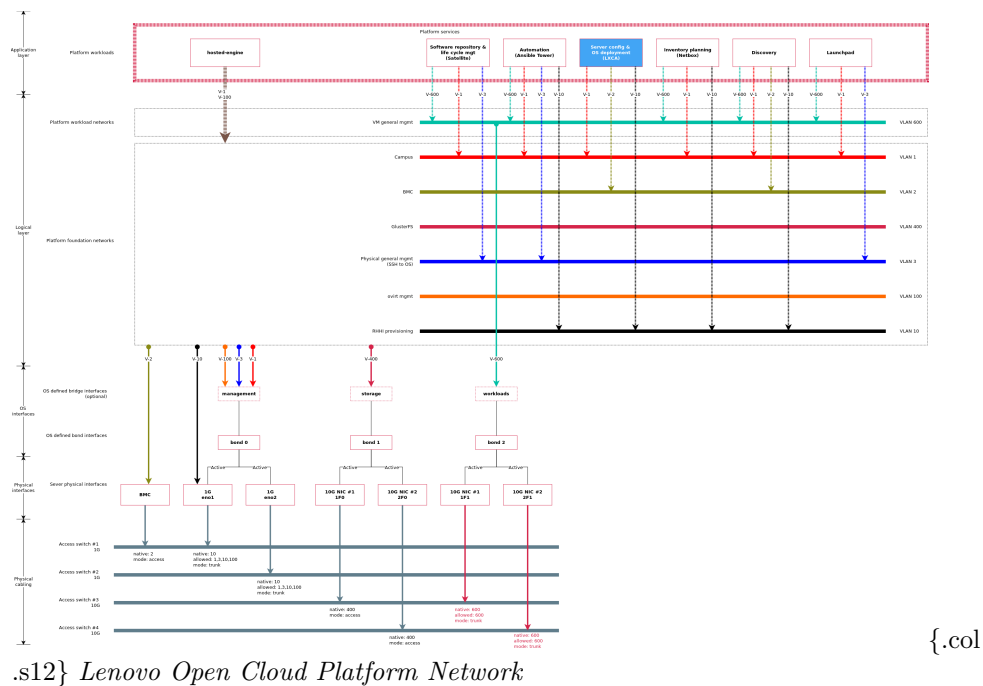 Platform services
Application
layer
Platform workloads
hosted-engine
Software repository &
life cycle mgt
(Satellite)
Automation
(Ansible Tower)
Server config &
OS deployment
(LXCA)
Inventory planning
(Netbox)
Discovery
Launchpad
V-1
V-100
V-600
V-1
V-3
V-600
V-1
V-3
V-10
V-1
V-2
V-10
V-600
V-1
V-10
V-600
V-1
V-2
V-10
V-600
V-1
V-2
Platform workload networks
VM general mgmt
VLAN 600
Campus
VLAN 1
BMC
VLAN 2
Logical
layer
GlusterFS
VLAN 400
Platform foundation networks
Physical general mgmt
(SSH to OS)
VLAN 3
ovirt mgmt
VLAN 100
RHHI provisioning
VLAN 10
V-2
V-10
V-100
V-3
V-1
V-400
V-600
OS defined bridge interfaces
(optional)
management
storage
workloads
OS
interfaces
OS defined bond interfaces
bond 0
bond 1
bond 2
Active
Active
Active
Active
Active
Active
Physical
interfaces
Sever physical interfaces
BMC
1G
eno1
1G
eno2
10G NIC #1
1F0
10G NIC #2
2F0
10G NIC #1
1F1
10G NIC #2
2F1
Access switch #1
1G
native: 2
mode: access
native: 10
allowed: 1,3,10,100
mode: trunk
Physical
cabling
Access switch #2
1G
native: 10
allowed: 1,3,10,100
mode: trunk
Access switch #3
10G
native: 400
mode: access
native: 600
allowed: 600
mode: trunk
Access switch #4
10G
native: 400
mode: access
native: 600
allowed: 600
mode: trunk
{.col
.s12} Lenovo Open Cloud Platform Network